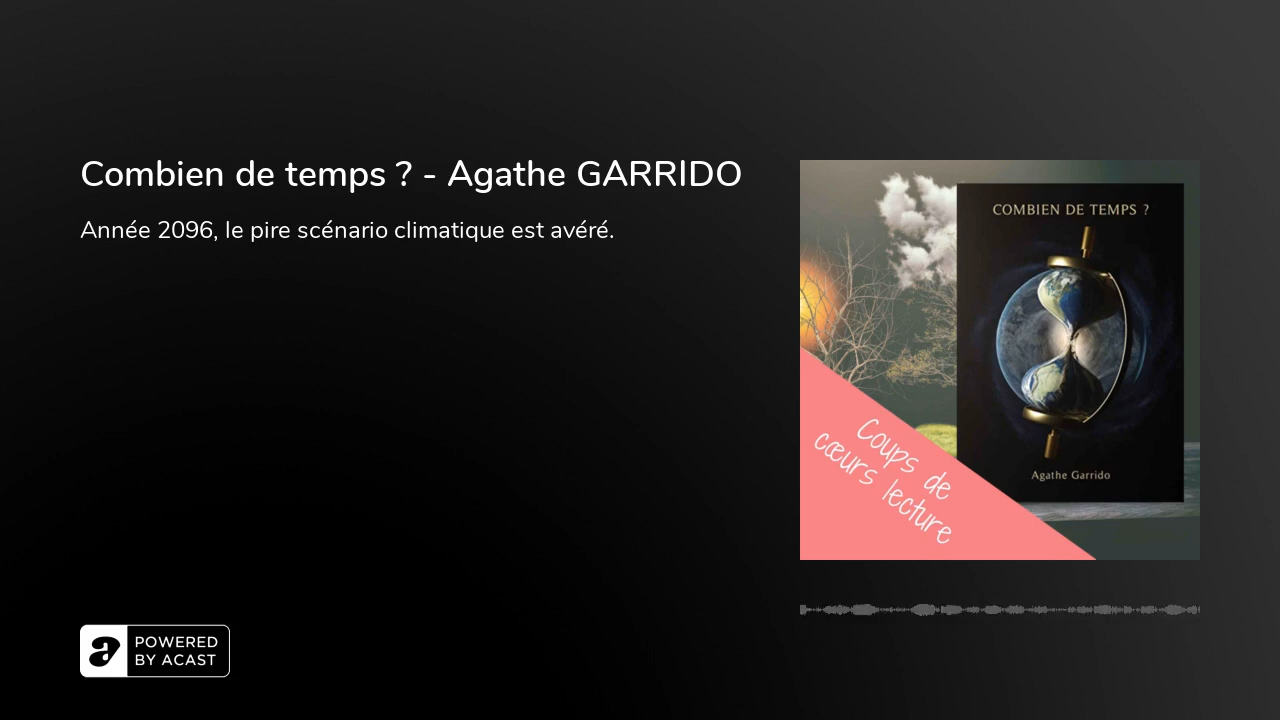 Combien de temps ? - Agathe GARRIDO
Année 2096, le pire scénario climatique est avéré.
COMBIEN DE TEMPS ?
Agathe Garrido
Coups de
cœurs lecture
POWERED
BY ACAST